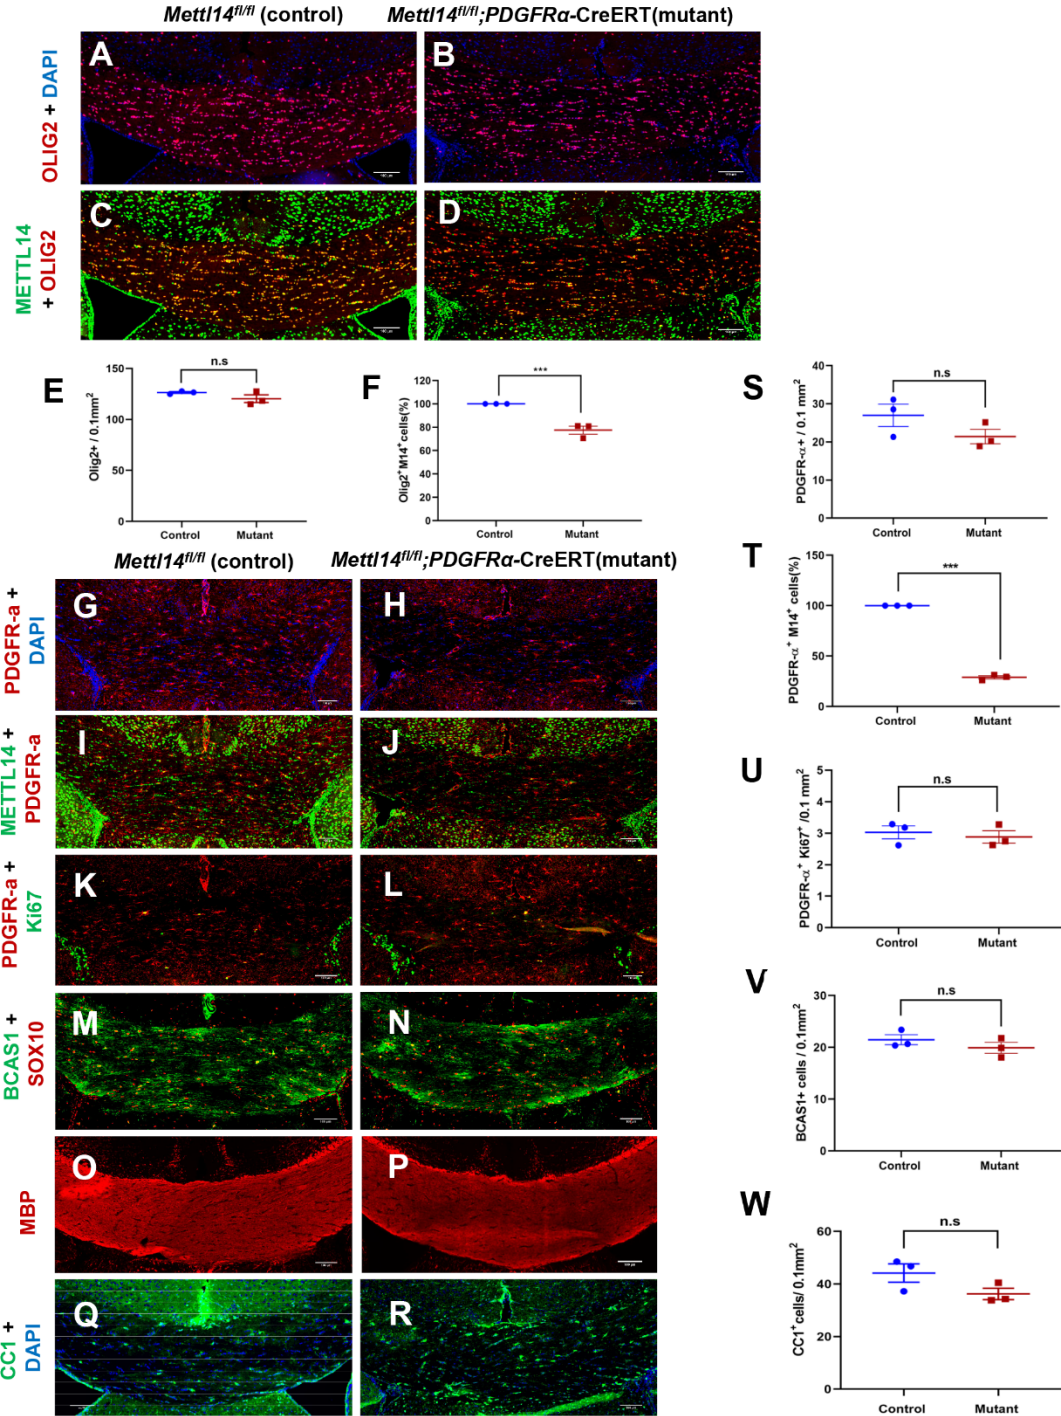 Mettl14fl/fl (control)
Mettl14fl/fl;PDGFRα-CreERT(mutant)
OLIG2 + DAPI
A
B
METTL14
+ OLIG2
C
D
E
n.s
Olig2+ / 0.1mm2
150
100
50
0
Control
Mutant
F
***
Olig2+M14+cells(%)
120
100
80
60
40
20
0
Control
Mutant
S
n.s
PDGFR-α+ / 0.1 mm2
40
30
20
10
0
Control
Mutant
Mettl14fl/fl (control)
Mettl14fl/fl;PDGFRα-CreERT(mutant)
PDGFR-a +
DAPI
G
H
T
***
PDGFR-α+ M14+ cells(%)
150
100
50
0
Control
Mutant
METTL14 +
PDGFR-a
I
J
U
n.s
PDGFR-α+ Ki67+ /0.1 mm2
5
4
3
2
1
0
Control
Mutant
PDGFR-a +
Ki67
K
L
BCAS1 +
SOX10
M
N
V
n.s
BCAS1+ cells / 0.1mm2
30
20
10
0
Control
Mutant
MBP
O
P
W
n.s
CC1+cells/ 0.1mm2
60
40
20
0
Control
Mutant
CC1 +
DAPI
Q
R